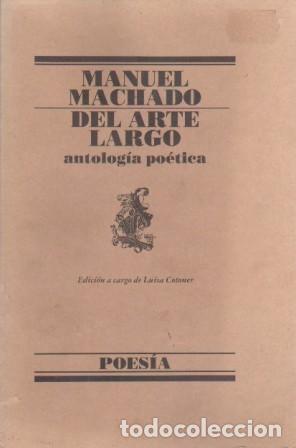 MANUEL
MACHADO
DEL ARTE
LARGO
antología poética
Edición a cargo de Luisa Cotoner
POESÍA
todocoleccion